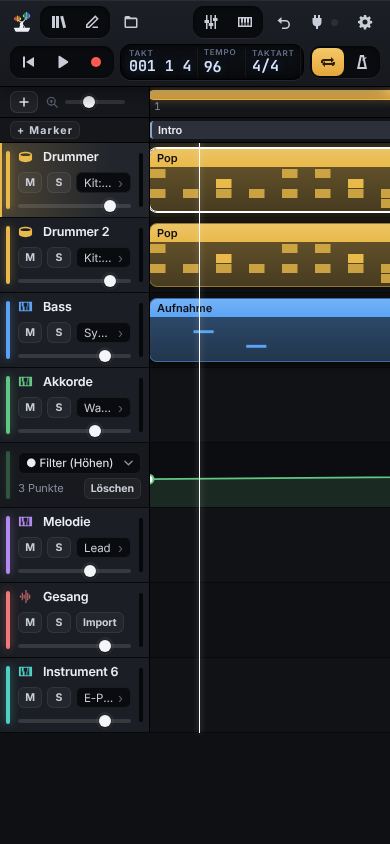 TAKT TEMPO TAKTART
001 1 4 96 4/4
1
+ Marker Intro
Drummer Pop
M S Kit:... ›
Drummer 2 Pop
M S Kit:... ›
Bass Aufnahme
M S Sy... ›
Akkorde
M S Wa... ›
Filter (Höhen)
3 Punkte Löschen
Melodie
M S Lead ›
Gesang
M S Import
Instrument 6
M S E-P... ›